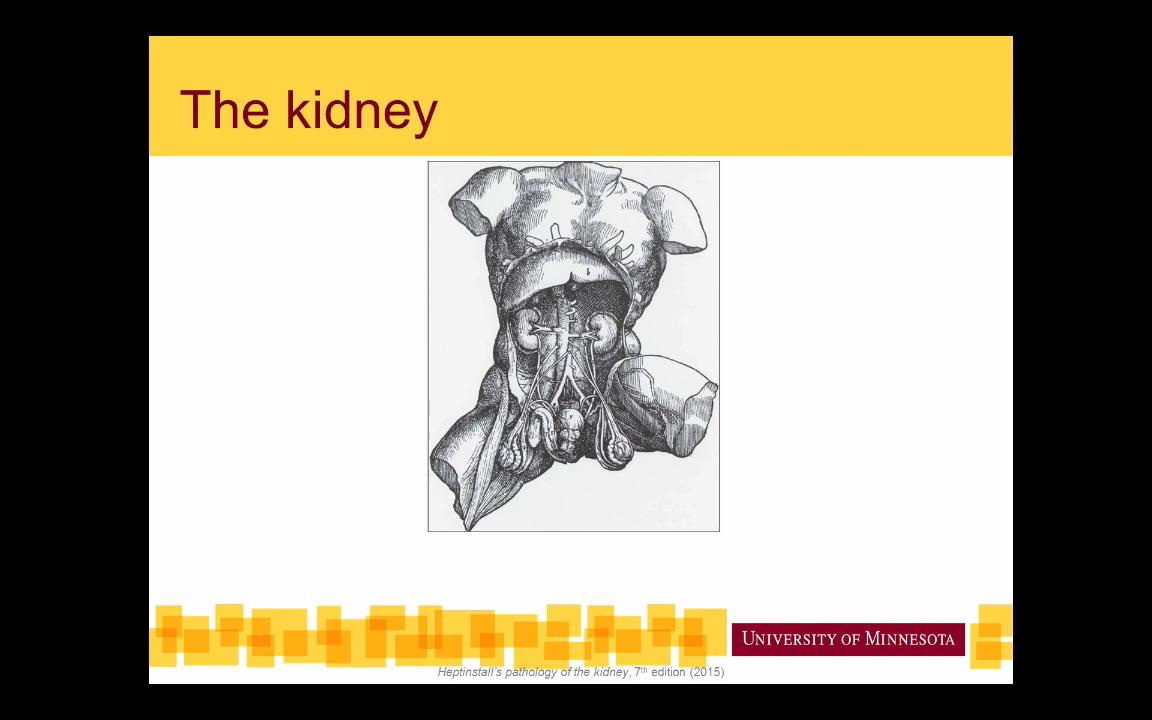 The kidney
UNIVERSITY OF MINNESOTA
Heptinstall's pathology of the kidney, 7th edition (2015)